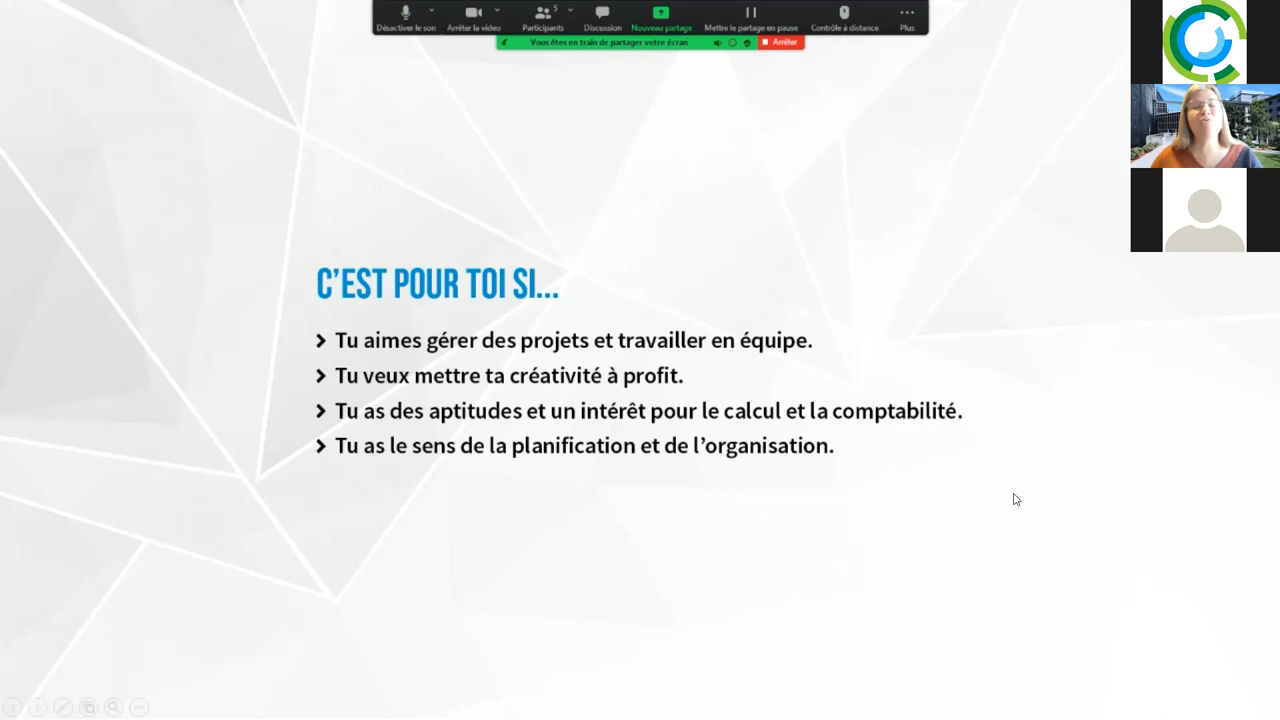 5
Désactiver le son Arrêter la vidéo Participants Discussion Nouveau partage Mettre le partage en pause Contrôle à distance Plus
Vous êtes en train de partager votre écran Arrêter
C'EST POUR TOI SI...
Tu aimes gérer des projets et travailler en équipe.
Tu veux mettre ta créativité à profit.
Tu as des aptitudes et un intérêt pour le calcul et la comptabilité.
Tu as le sens de la planification et de l'organisation.